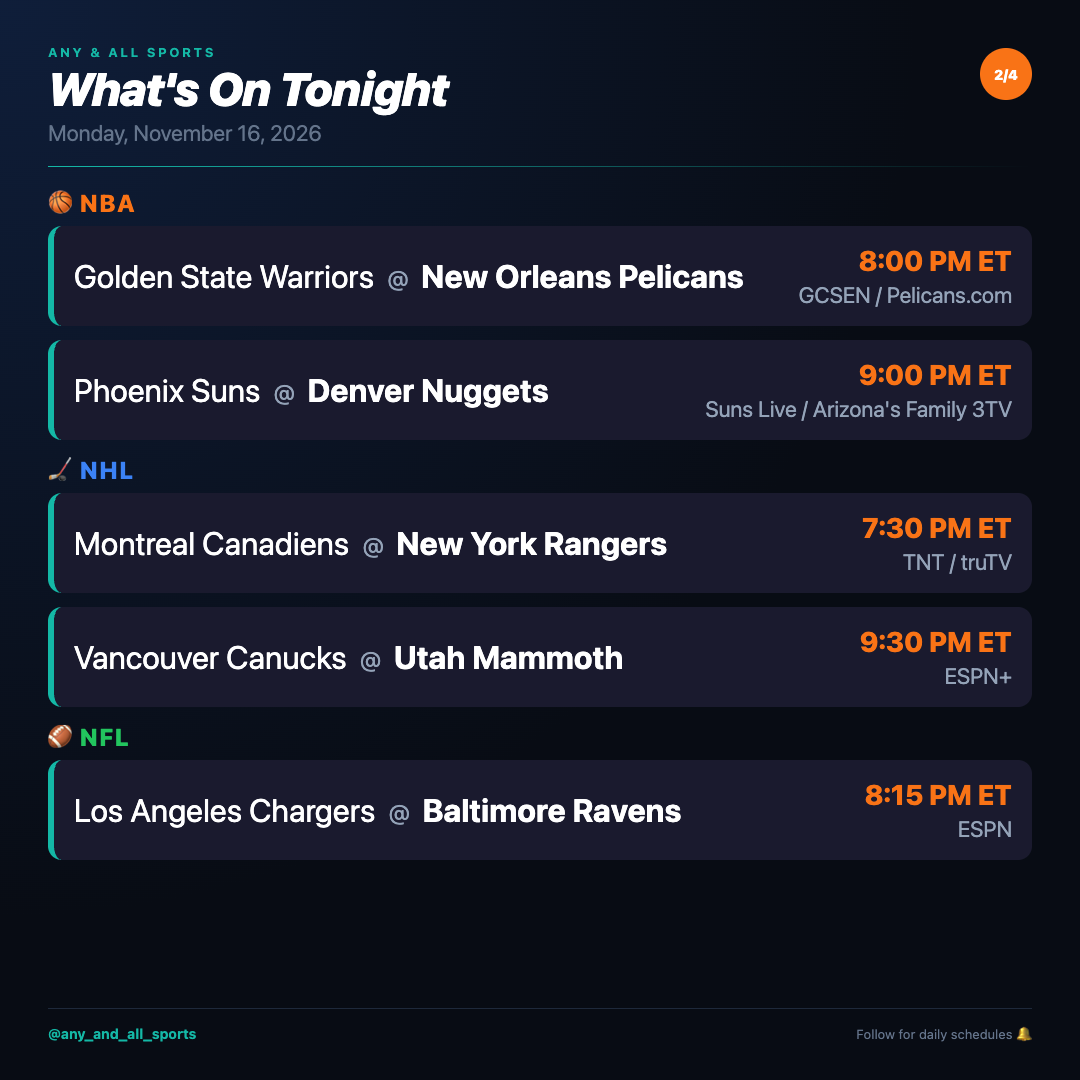 ANY & ALL SPORTS
What's On Tonight
2/4
Monday, November 16, 2026
🏀 NBA
Golden State Warriors @ New Orleans Pelicans
8:00 PM ET
GCSEN / Pelicans.com
Phoenix Suns @ Denver Nuggets
9:00 PM ET
Suns Live / Arizona's Family 3TV
🏒 NHL
Montreal Canadiens @ New York Rangers
7:30 PM ET
TNT / truTV
Vancouver Canucks @ Utah Mammoth
9:30 PM ET
ESPN+
🏈 NFL
Los Angeles Chargers @ Baltimore Ravens
8:15 PM ET
ESPN
@any_and_all_sports
Follow for daily schedules 🔔